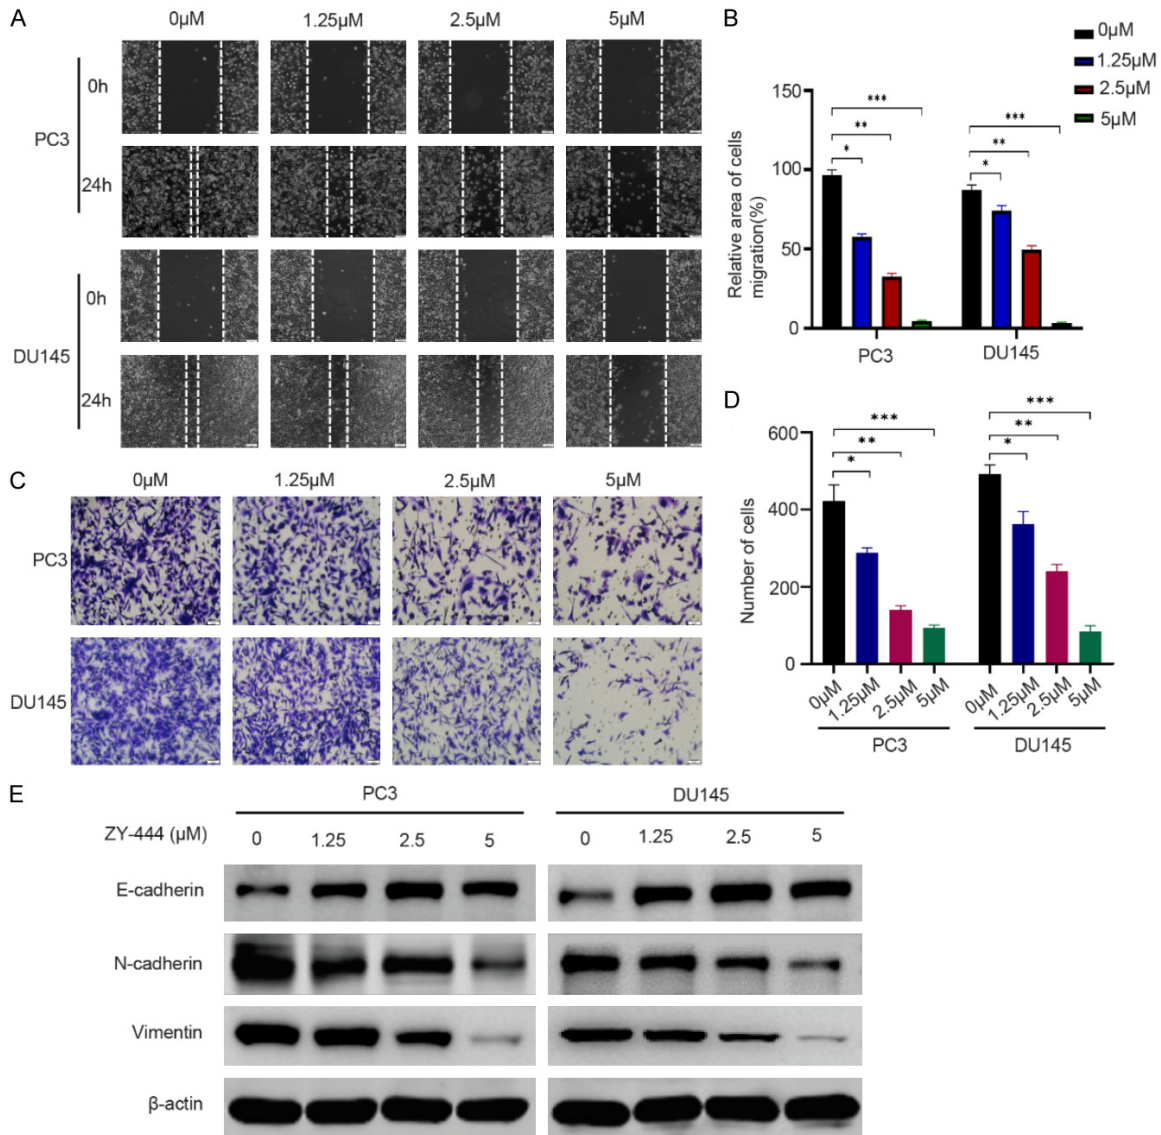 A
0μM
1.25μM
2.5μM
5μM
PC3
0h
24h
DU145
0h
24h
B
0μM
1.25μM
2.5μM
5μM
Relative area of cells
migration(%)
150
100
50
0
*
**
***
*
**
***
PC3
DU145
C
0μM
1.25μM
2.5μM
5μM
PC3
DU145
D
Number of cells
600
400
200
0
*
**
***
*
**
***
0μM
1.25μM
2.5μM
5μM
0μM
1.25μM
2.5μM
5μM
PC3
DU145
E
PC3
DU145
ZY-444 (μM)
0
1.25
2.5
5
0
1.25
2.5
5
E-cadherin
N-cadherin
Vimentin
β-actin